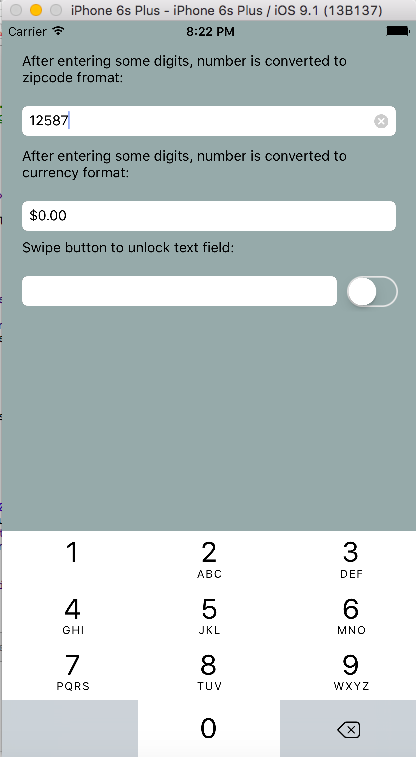 iPhone 6s Plus - iPhone 6s Plus / iOS 9.1 (13B137)
Carrier 8:22 PM
After entering some digits, number is converted to
zipcode fromat:
12587
After entering some digits, number is converted to
currency format:
$0.00
Swipe button to unlock text field:
1 2 3
ABC DEF
4 5 6
GHI JKL MNO
7 8 9
PQRS TUV WXYZ
0